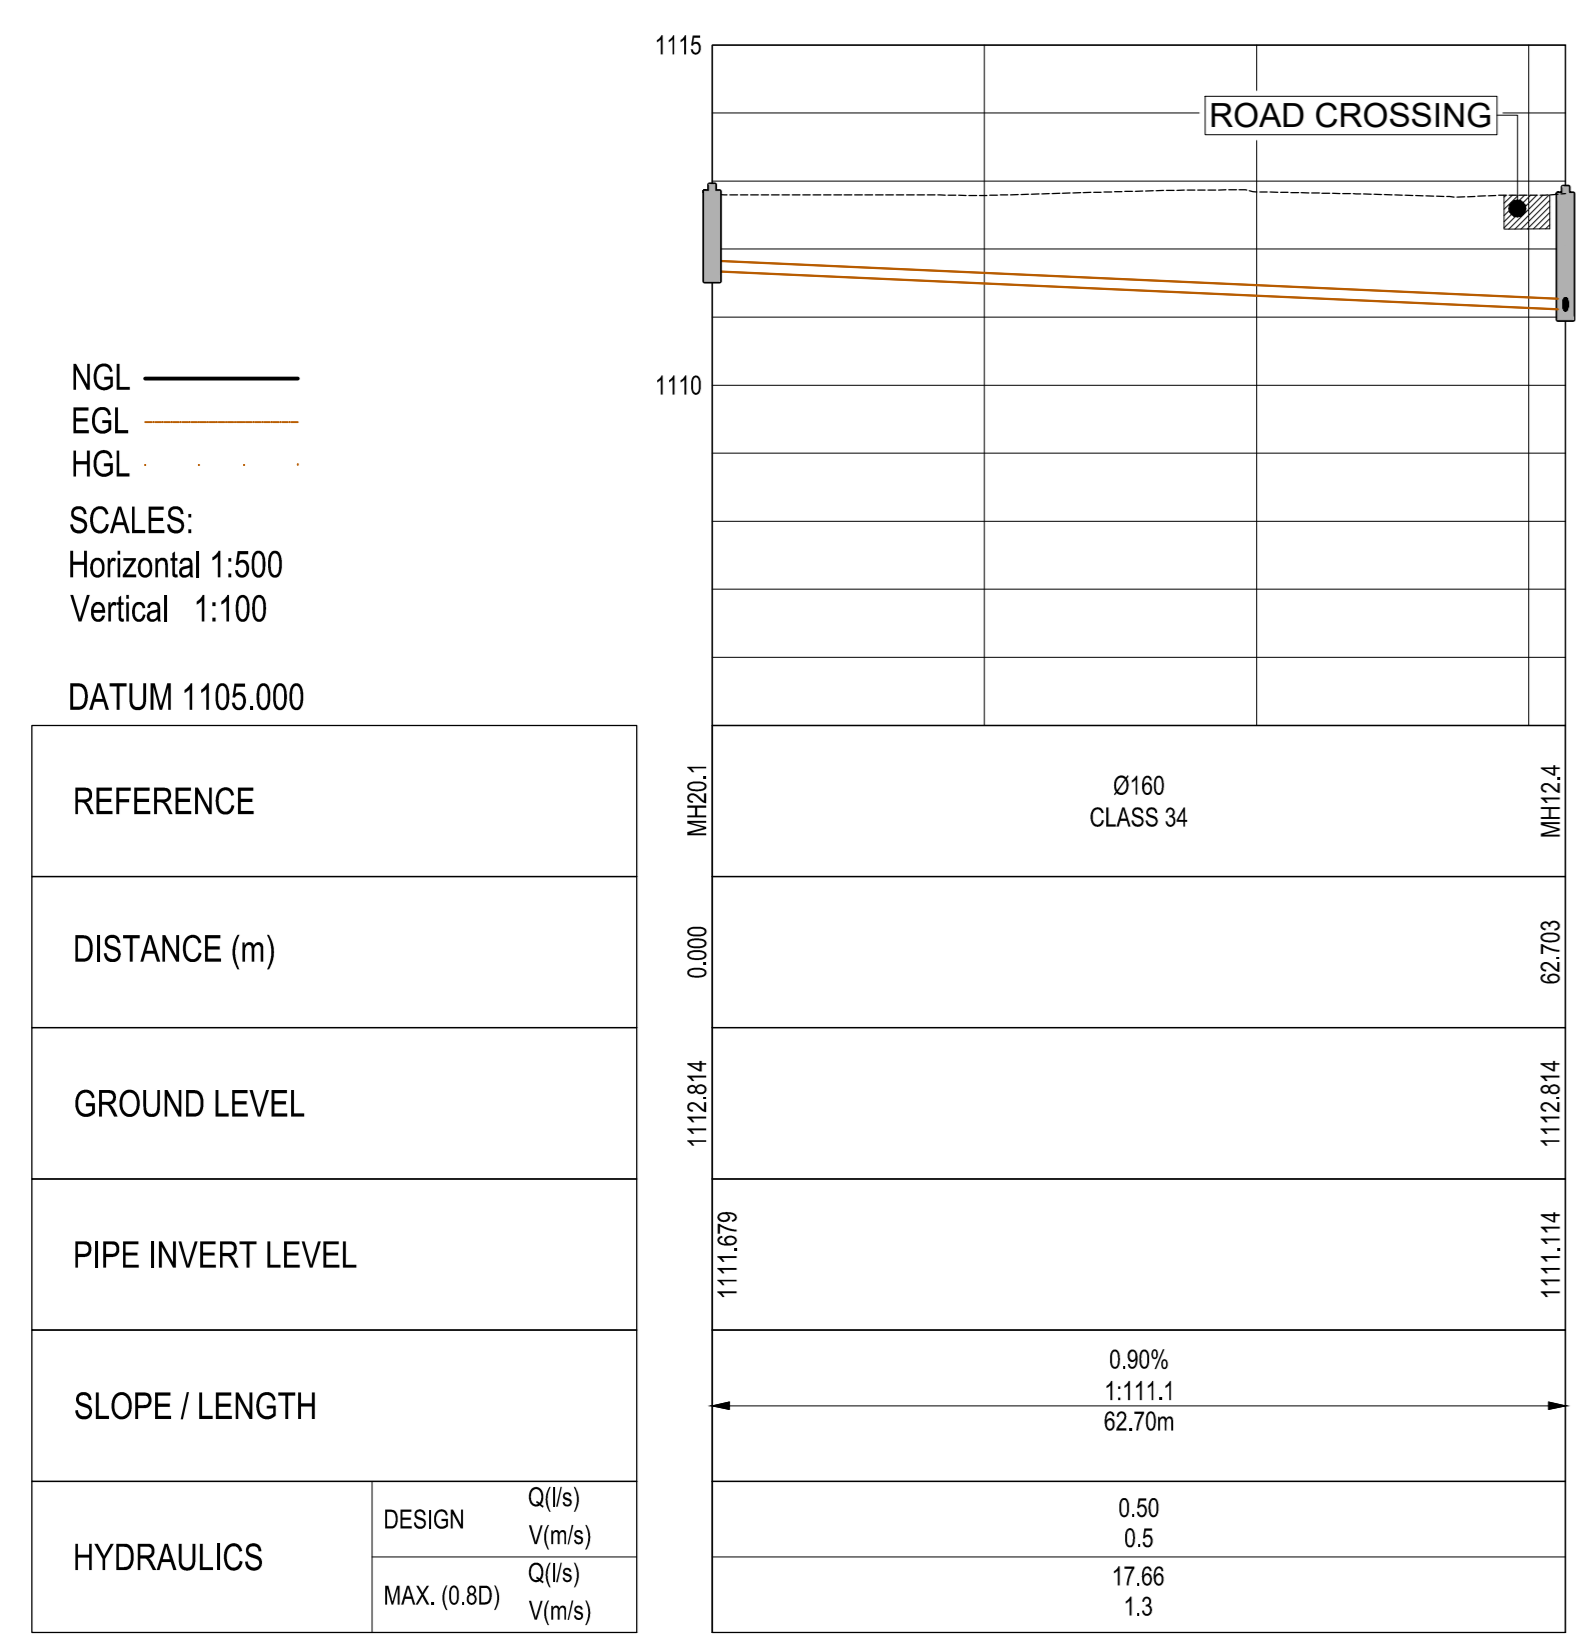 1115
ROAD CROSSING
1110
NGL
EGL
HGL
SCALES:
Horizontal 1:500
Vertical 1:100
DATUM 1105.000
REFERENCE
MH20.1
Ø160
CLASS 34
MH12.4
DISTANCE (m)
0.000
62.703
GROUND LEVEL
1112.814
1112.814
PIPE INVERT LEVEL
1111.679
1111.114
SLOPE / LENGTH
0.90%
1:111.1
62.70m
HYDRAULICS
DESIGN
Q(l/s)
V(m/s)
0.50
0.5
MAX. (0.8D)
Q(l/s)
V(m/s)
17.66
1.3